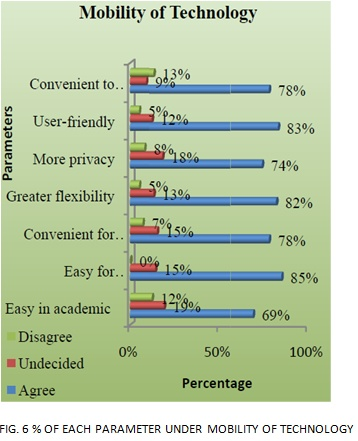 Mobility of Technology
Parameters
Convenient to.. 13% 9% 78%
User-friendly 5% 12% 83%
More privacy 8% 18% 74%
Greater flexibility 5% 13% 82%
Convenient for.. 7% 15% 78%
Easy for.. 0% 15% 85%
Easy in academic 12% 19% 69%
Disagree
Undecided
Agree
0% 50% 100%
Percentage
FIG. 6 % OF EACH PARAMETER UNDER MOBILITY OF TECHNOLOGY